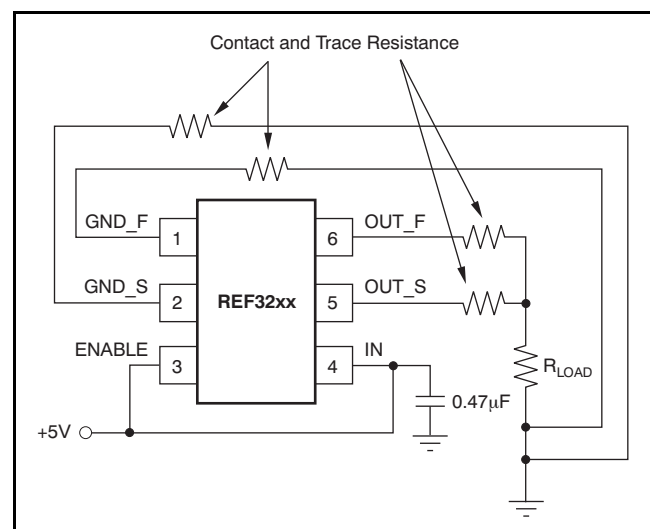 Contact and Trace Resistance
GND_F
1
6
OUT_F
GND_S
2
REF32xx
5
OUT_S
ENABLE
3
4
IN
R_LOAD
0.47μF
+5V